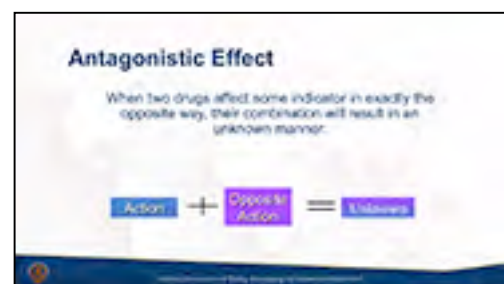 Antagonistic Effect
When two drugs affect some indicator in exactly the
opposite way, their combination will result in an
unknown manner.
Action + Opposite Action = Unknown